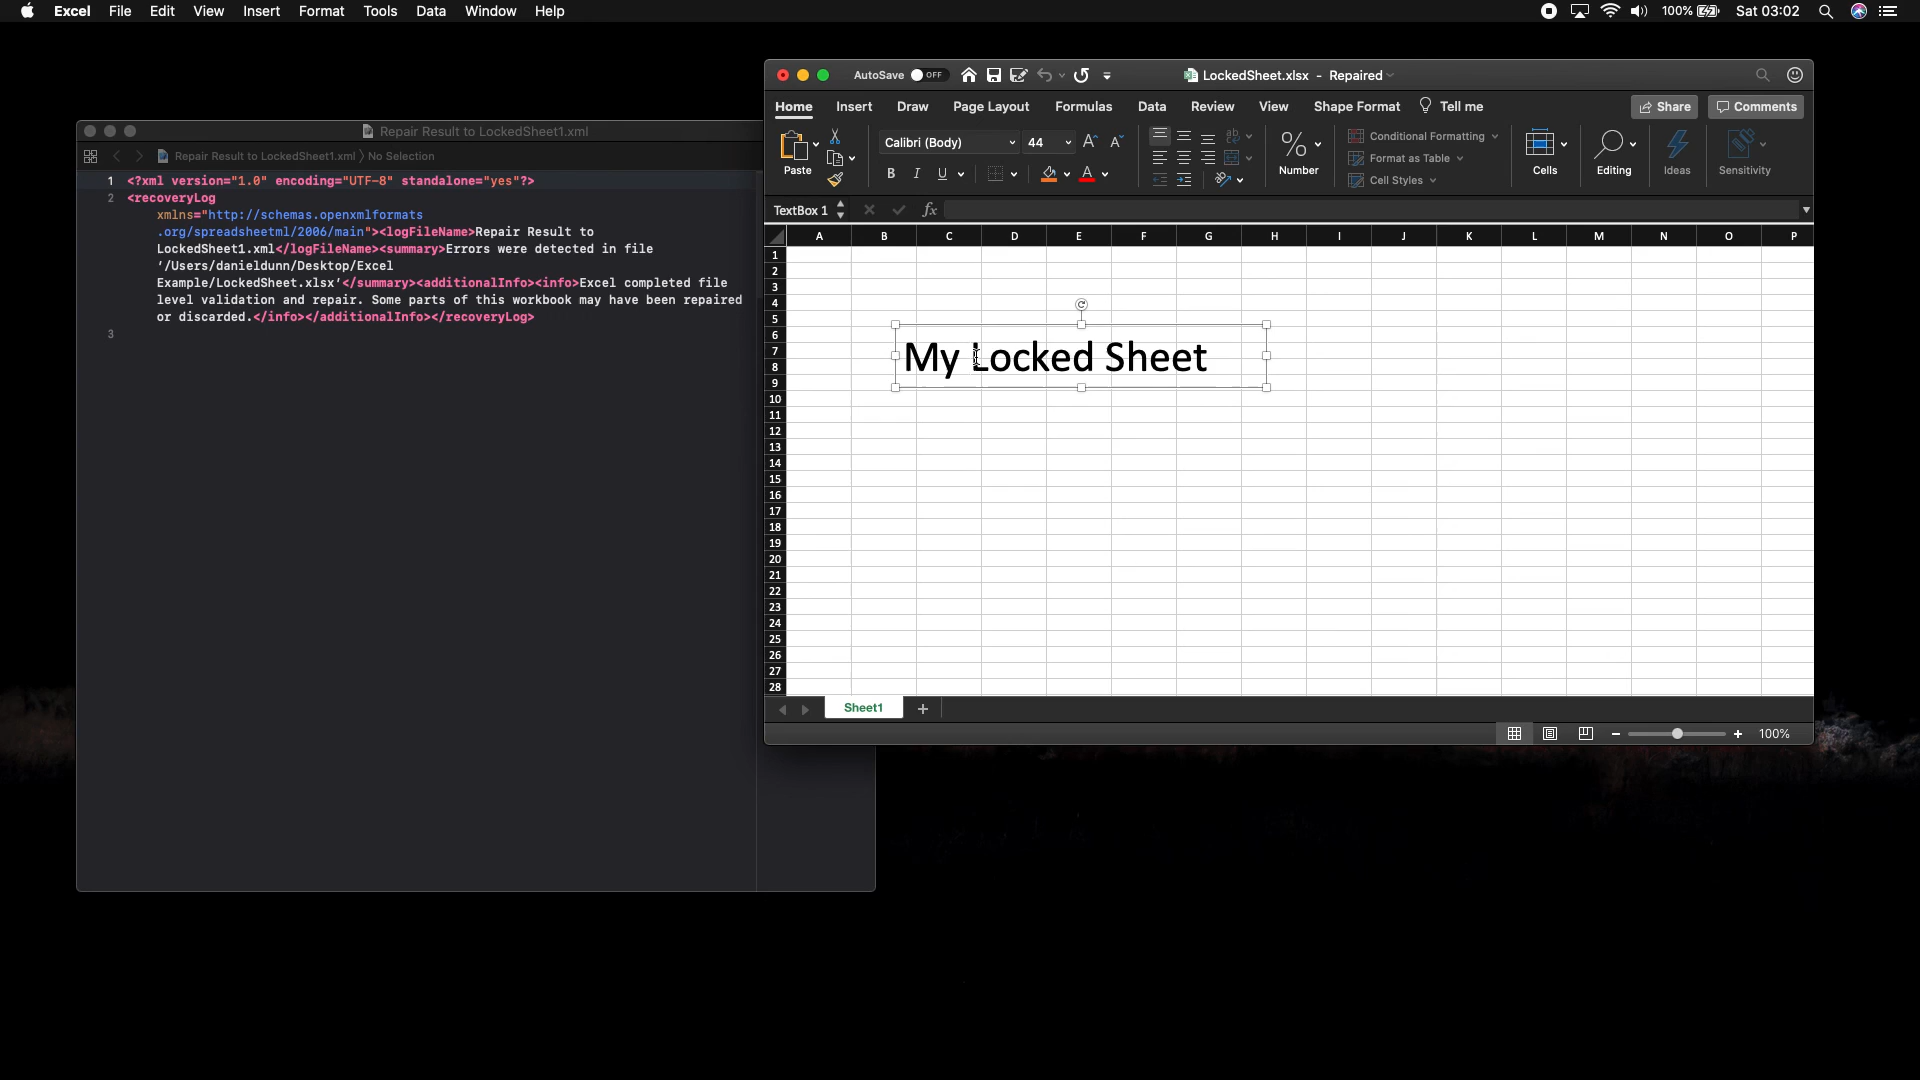 Excel File Edit View Insert Format Tools Data Window Help 100% Sat 03:02
Repair Result to LockedSheet1.xml
Repair Result to LockedSheet1.xml No Selection
1 <?xml version="1.0" encoding="UTF-8" standalone="yes"?>
2 <recoveryLog
xmlns="http://schemas.openxmlformats
.org/spreadsheetml/2006/main"><logFileName>Repair Result to
LockedSheet1.xml</logFileName><summary>Errors were detected in file
‘/Users/danieldunn/Desktop/Excel
Example/LockedSheet.xlsx’</summary><additionalInfo><info>Excel completed file
level validation and repair. Some parts of this workbook may have been repaired
or discarded.</info></additionalInfo></recoveryLog>
3
AutoSave OFF LockedSheet.xlsx - Repaired
Home Insert Draw Page Layout Formulas Data Review View Shape Format Tell me Share Comments
Calibri (Body) 44 A A
B I U A
ab
Paste
%
Number
Conditional Formatting
Format as Table
Cell Styles
Cells
Editing
Ideas
Sensitivity
TextBox 1 fx
A B C D E F G H I J K L M N O P
1
2
3
4
5
6
7
8
9
10
11
12
13
14
15
16
17
18
19
20
21
22
23
24
25
26
27
28
My Locked Sheet
Sheet1 +
- + 100%